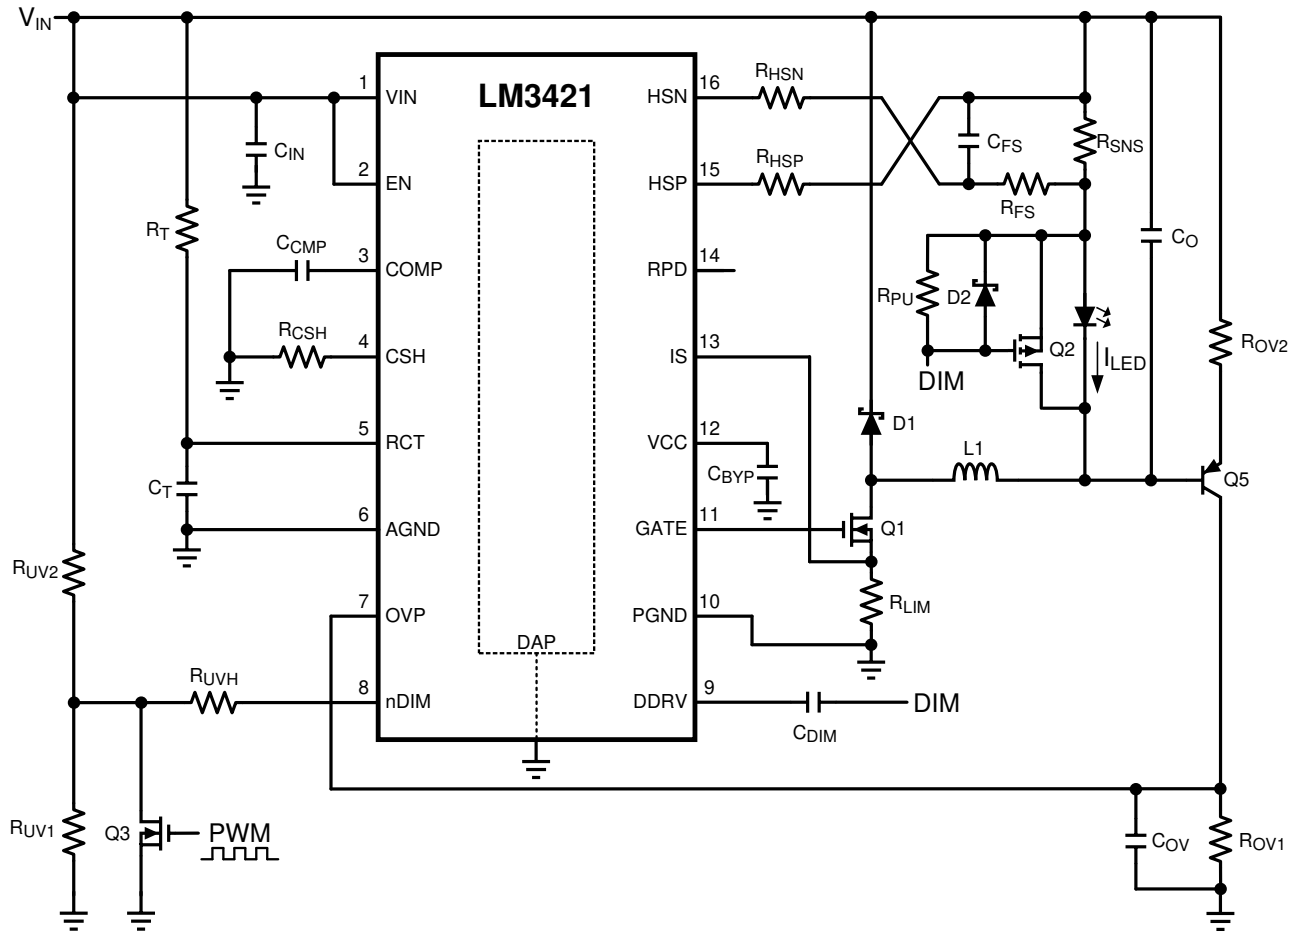 VIN
LM3421
1 VIN
2 EN
3 COMP
4 CSH
5 RCT
6 AGND
7 OVP
8 nDIM
16 HSN
15 HSP
14 RPD
13 IS
12 VCC
11 GATE
10 PGND
9 DDRV
DAP
CIN
RT
CCMP
RCSH
CT
RUV2
RUVH
RUV1
Q3
PWM
RHSN
RHSP
CFS
RSNS
RFS
CO
RPU
D2
Q2
DIM
ILED
ROV2
D1
L1
CBYP
Q5
Q1
RLIM
CDIM
DIM
COV
ROV1